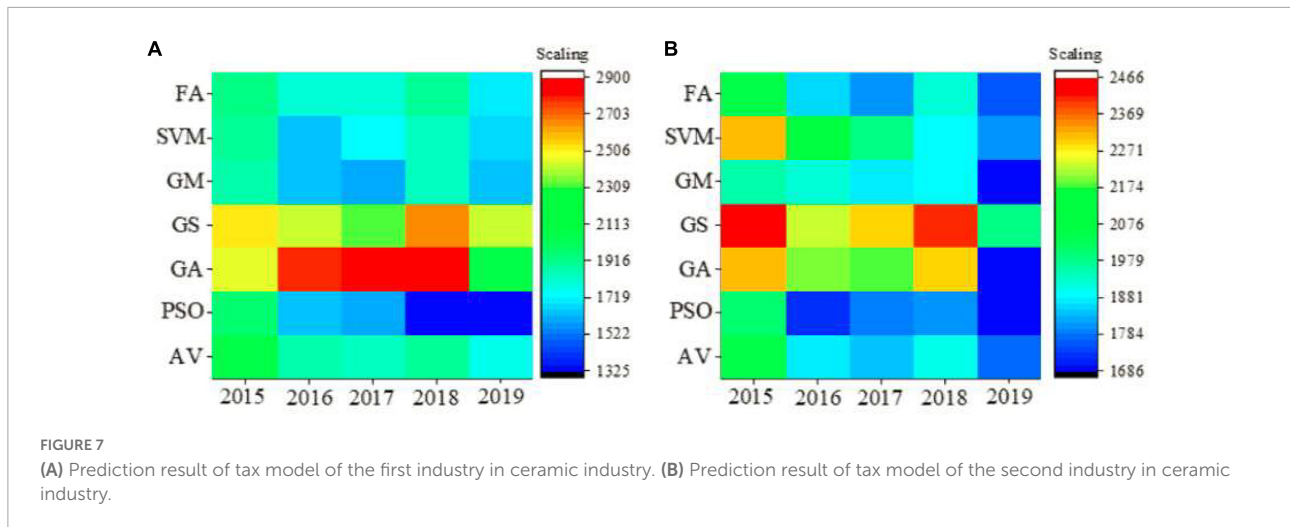 A
Scaling
FA
SVM
GM
GS
GA
PSO
AV
2900
2703
2506
2309
2113
1916
1719
1522
1325
2015 2016 2017 2018 2019
B
Scaling
FA
SVM
GM
GS
GA
PSO
AV
2466
2369
2271
2174
2076
1979
1881
1784
1686
2015 2016 2017 2018 2019
FIGURE 7
(A) Prediction result of tax model of the first industry in ceramic industry. (B) Prediction result of tax model of the second industry in ceramic
industry.